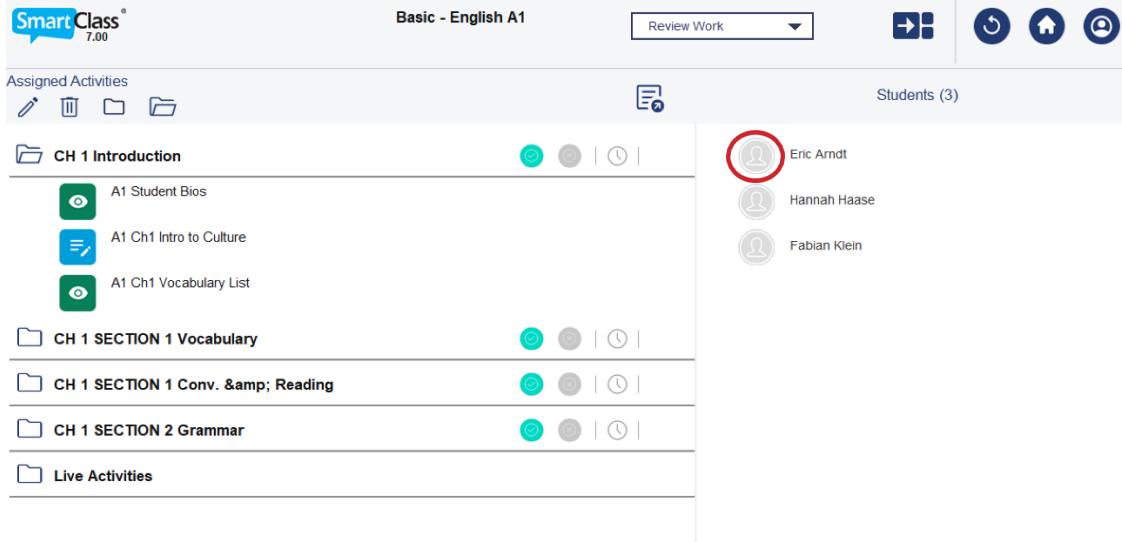 SmartClass®
7.00
Basic - English A1
Review Work
Assigned Activities
Students (3)
CH 1 Introduction
A1 Student Bios
A1 Ch1 Intro to Culture
A1 Ch1 Vocabulary List
CH 1 SECTION 1 Vocabulary
CH 1 SECTION 1 Conv. &amp; Reading
CH 1 SECTION 2 Grammar
Live Activities
Eric Arndt
Hannah Haase
Fabian Klein